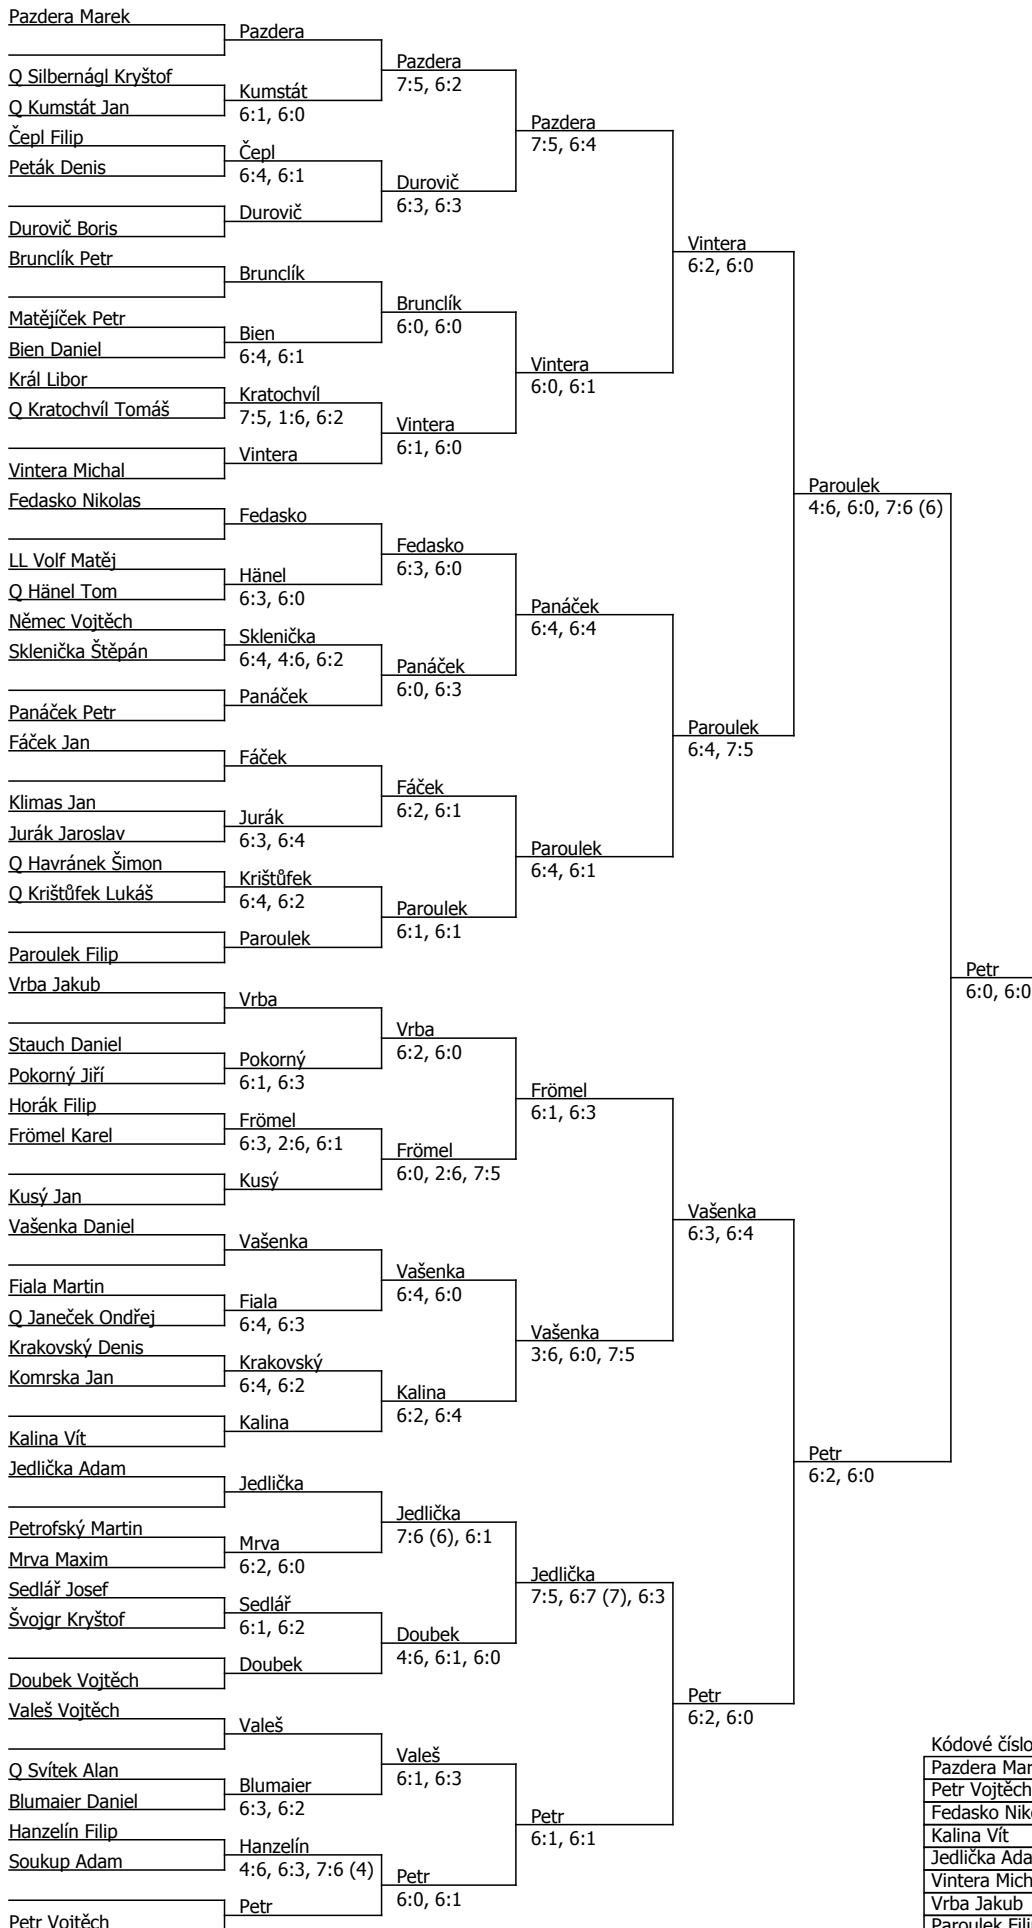 Pazdera Marek
Q Silbernágl Kryštof
Q Kumstát Jan
Čepl Filip
Peták Denis
Durovič Boris
Brunclík Petr
Matějíček Petr
Bien Daniel
Král Libor
Q Kratochvíl Tomáš
Vintera Michal
Fedasko Nikolas
LL Volf Matěj
Q Hänel Tom
Němec Vojtěch
Sklenička Štěpán
Panáček Petr
Fáček Jan
Klimas Jan
Jurák Jaroslav
Q Havránek Šimon
Q Krištůfek Lukáš
Paroulek Filip
Vrba Jakub
Stauch Daniel
Pokorný Jiří
Horák Filip
Frömel Karel
Kusý Jan
Vašenka Daniel
Fiala Martin
Q Janeček Ondřej
Krakovský Denis
Komrska Jan
Kalina Vít
Jedlička Adam
Petrofský Martin
Mrva Maxim
Sedlář Josef
Švojgr Kryštof
Doubek Vojtěch
Valeš Vojtěch
Q Svítek Alan
Blumaier Daniel
Hanzelín Filip
Soukup Adam
Petr Vojtěch
Pazdera
Kumstát
6:1, 6:0
Čepl
6:4, 6:1
Durovič
Brunclík
Bien
6:4, 6:1
Kratochvíl
7:5, 1:6, 6:2
Vintera
Fedasko
Hänel
6:3, 6:0
Sklenička
6:4, 4:6, 6:2
Panáček
Fáček
Jurák
6:3, 6:4
Krištůfek
6:4, 6:2
Paroulek
Vrba
Pokorný
6:1, 6:3
Frömel
6:3, 2:6, 6:1
Kusý
Vašenka
Fiala
6:4, 6:3
Krakovský
6:4, 6:2
Kalina
Jedlička
Mrva
6:2, 6:0
Sedlář
6:1, 6:2
Doubek
Valeš
Blumaier
6:3, 6:2
Hanzelín
4:6, 6:3, 7:6 (4)
Petr
Pazdera
7:5, 6:2
Durovič
6:3, 6:3
Brunclík
6:0, 6:0
Vintera
6:1, 6:0
Fedasko
6:3, 6:0
Panáček
6:0, 6:3
Fáček
6:2, 6:1
Paroulek
6:1, 6:1
Vrba
6:2, 6:0
Frömel
6:0, 2:6, 7:5
Vašenka
6:4, 6:0
Kalina
6:2, 6:4
Jedlička
7:6 (6), 6:1
Doubek
4:6, 6:1, 6:0
Valeš
6:1, 6:3
Petr
6:0, 6:1
Pazdera
7:5, 6:4
Vintera
6:0, 6:1
Panáček
6:4, 6:4
Paroulek
6:4, 6:1
Frömel
6:1, 6:3
Vašenka
3:6, 6:0, 7:5
Jedlička
7:5, 6:7 (7), 6:3
Petr
6:1, 6:1
Vintera
6:2, 6:0
Paroulek
6:4, 7:5
Vašenka
6:3, 6:4
Petr
6:2, 6:0
Paroulek
4:6, 6:0, 7:6 (6)
Petr
6:2, 6:0
Petr
6:0, 6:0
Kódové číslo
Pazdera Mar
Petr Vojtěch
Fedasko Nik
Kalina Vít
Jedlička Ada
Vintera Mich
Vrba Jakub
Paroulek Fili